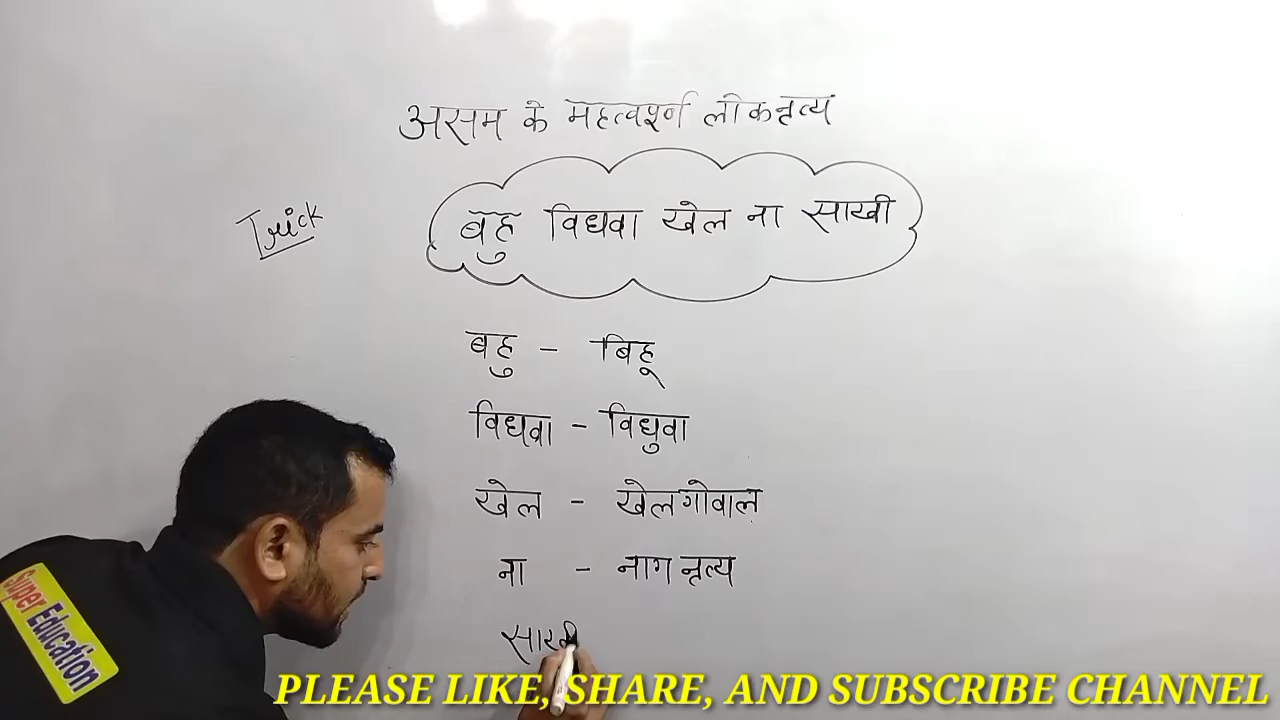 असम के महत्वपूर्ण लोकनृत्य
Trick
बहु विधवा खेल ना साखी
बहु - बिहू
विधवा - विधुवा
खेल - खेलगोवाल
ना - नाग नृत्य
साखी
Super Education
PLEASE LIKE, SHARE, AND SUBSCRIBE CHANNEL